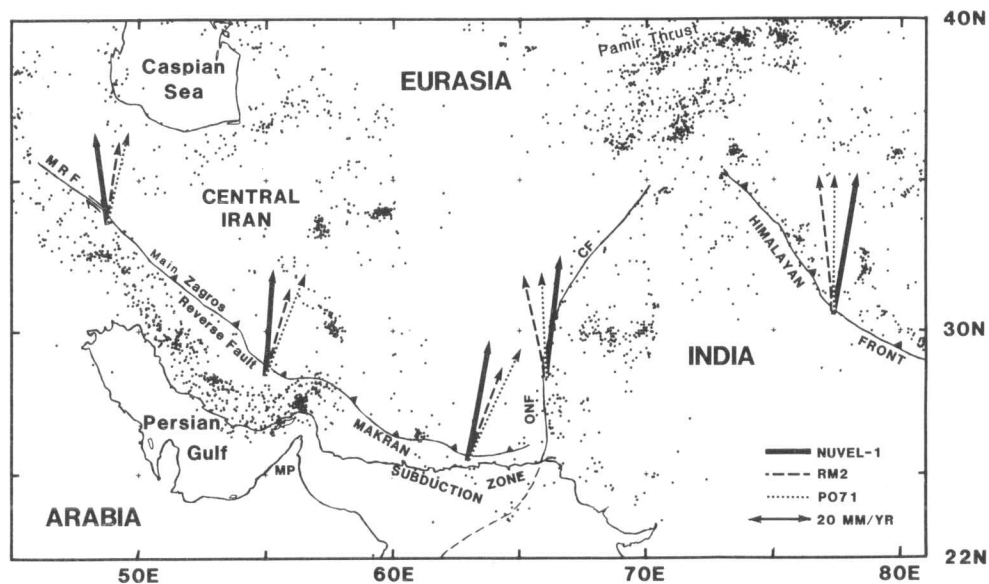 40N
Pamir Thrust
Caspian
Sea
EURASIA
M R F
CENTRAL
IRAN
CF
HIMALAYAN
Main Zagros
Reverse Fault
30N
INDIA
FRONT
ONF
Persian
Gulf
MAKRAN
NUVEL-1
MP
SUBDUCTION
ZONE
RM2
PO71
ARABIA
20 MM/YR
22N
50E
60E
70E
80E